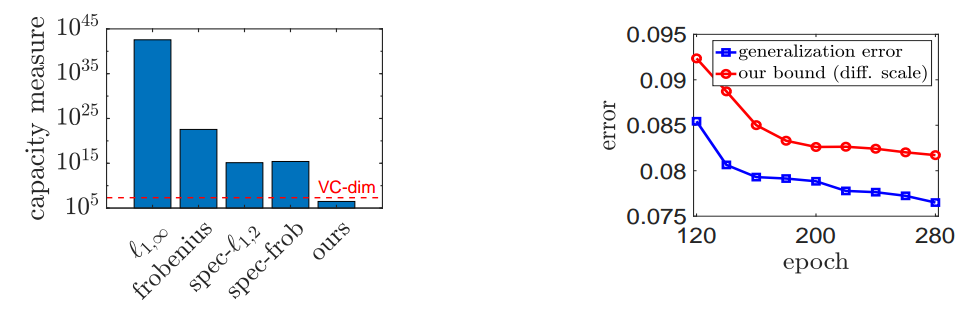 capacity measure
10^45
10^35
10^25
10^15
10^5
VC-dim
ℓ1,∞
frobenius
spec-ℓ1,2
spec-frob
ours
error
0.095
0.09
0.085
0.08
0.075
generalization error
our bound (diff. scale)
120
200
280
epoch